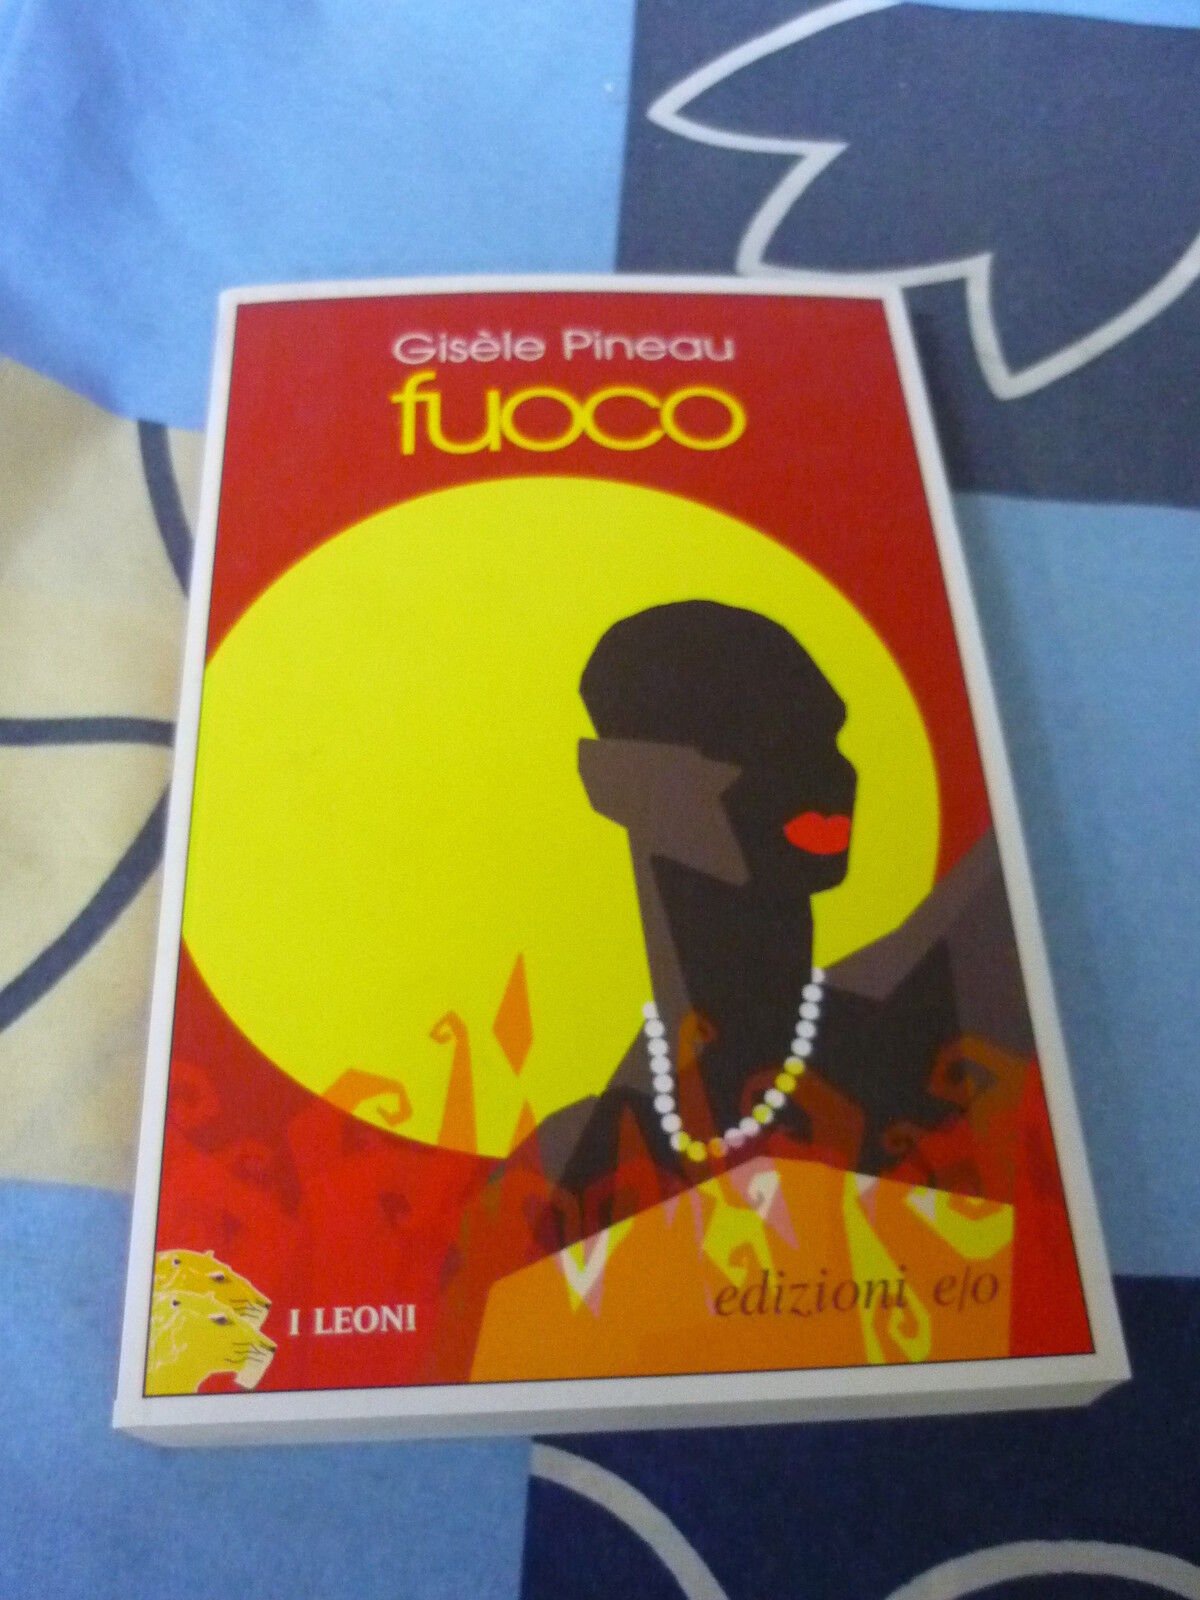 Gisèle Pineau
fuoco
I LEONI
edizioni e/o